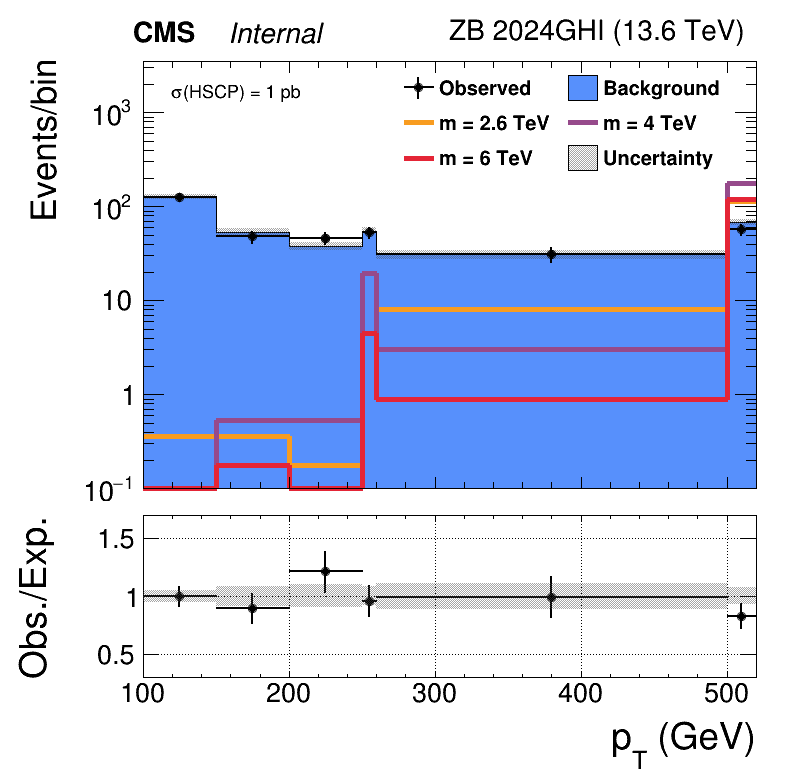 CMS Internal ZB 2024GHI (13.6 TeV)
Events/bin
σ(HSCP) = 1 pb
Observed Background
m = 2.6 TeV m = 4 TeV
m = 6 TeV Uncertainty
10³
10²
10
1
10⁻¹
Obs./Exp.
1.5
1
0.5
100 200 300 400 500
p_T (GeV)